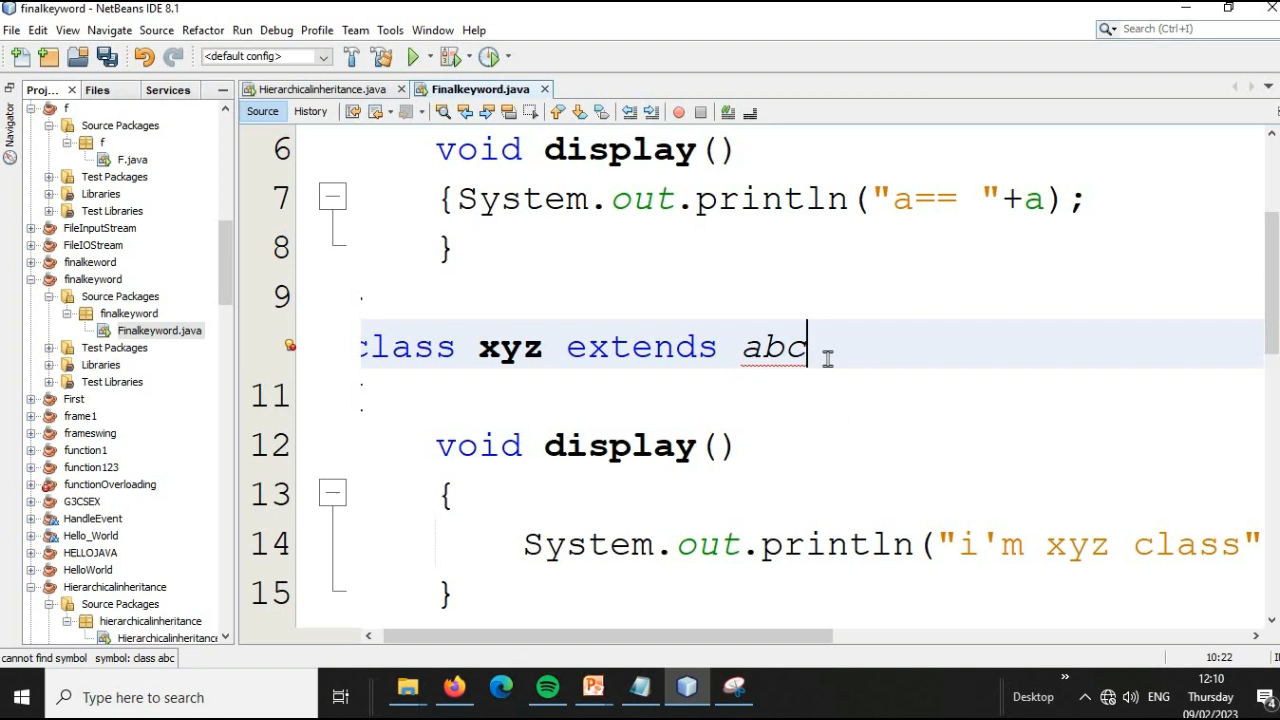 finalkeyword - NetBeans IDE 8.1
File Edit View Navigate Source Refactor Run Debug Profile Team Tools Window Help
Search (Ctrl+I)
<default config>
Proj... Files Services
HierarchicalInheritance.java Finalkeyword.java
Navigator
Source History
f
Source Packages
f
F.java
Test Packages
Libraries
Test Libraries
FileInputStream
FileIOStream
finalkeword
finalkeyword
Source Packages
finalkeyword
Finalkeyword.java
Test Packages
Libraries
Test Libraries
First
frame1
frameswing
function1
function123
functionOverloading
G3CSEX
HandleEvent
Hello_World
HELLOJAVA
HelloWorld
HierarchicalInheritance
Source Packages
hierarchicalinheritance
HierarchicalInheritance
6 void display()
7 {System.out.println("a== "+a);
8 }
9
class xyz extends abc
11
12 void display()
13 {
14 System.out.println("i'm xyz class"
15 }
cannot find symbol symbol: class abc
10:22
Type here to search
Desktop
ENG
12:10
Thursday
09/02/2023
4